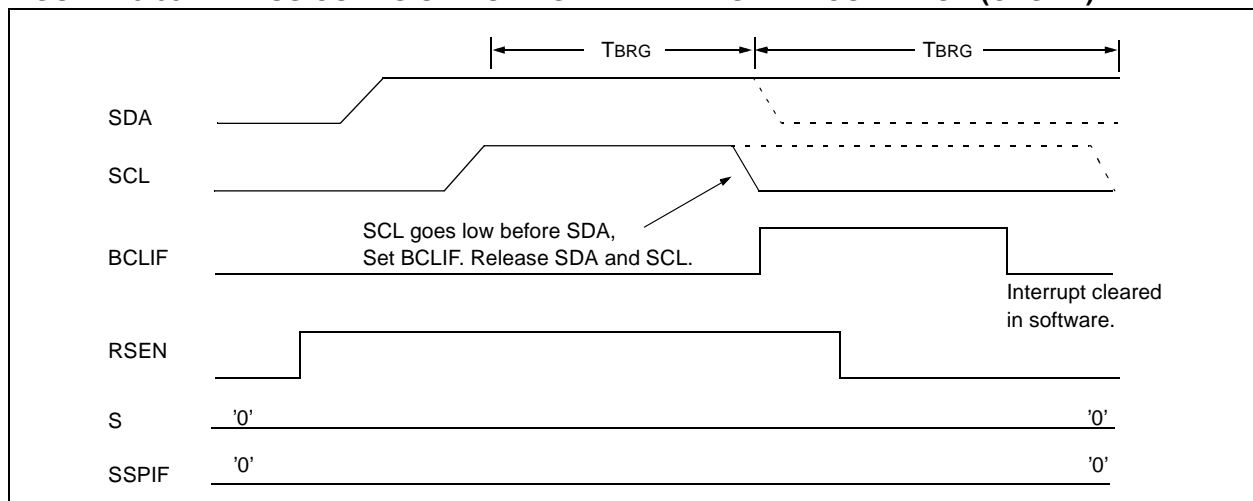 TBRG TBRG
SDA
SCL
SCL goes low before SDA,
Set BCLIF. Release SDA and SCL.
BCLIF
Interrupt cleared
in software.
RSEN
S '0' '0'
SSPIF '0' '0'